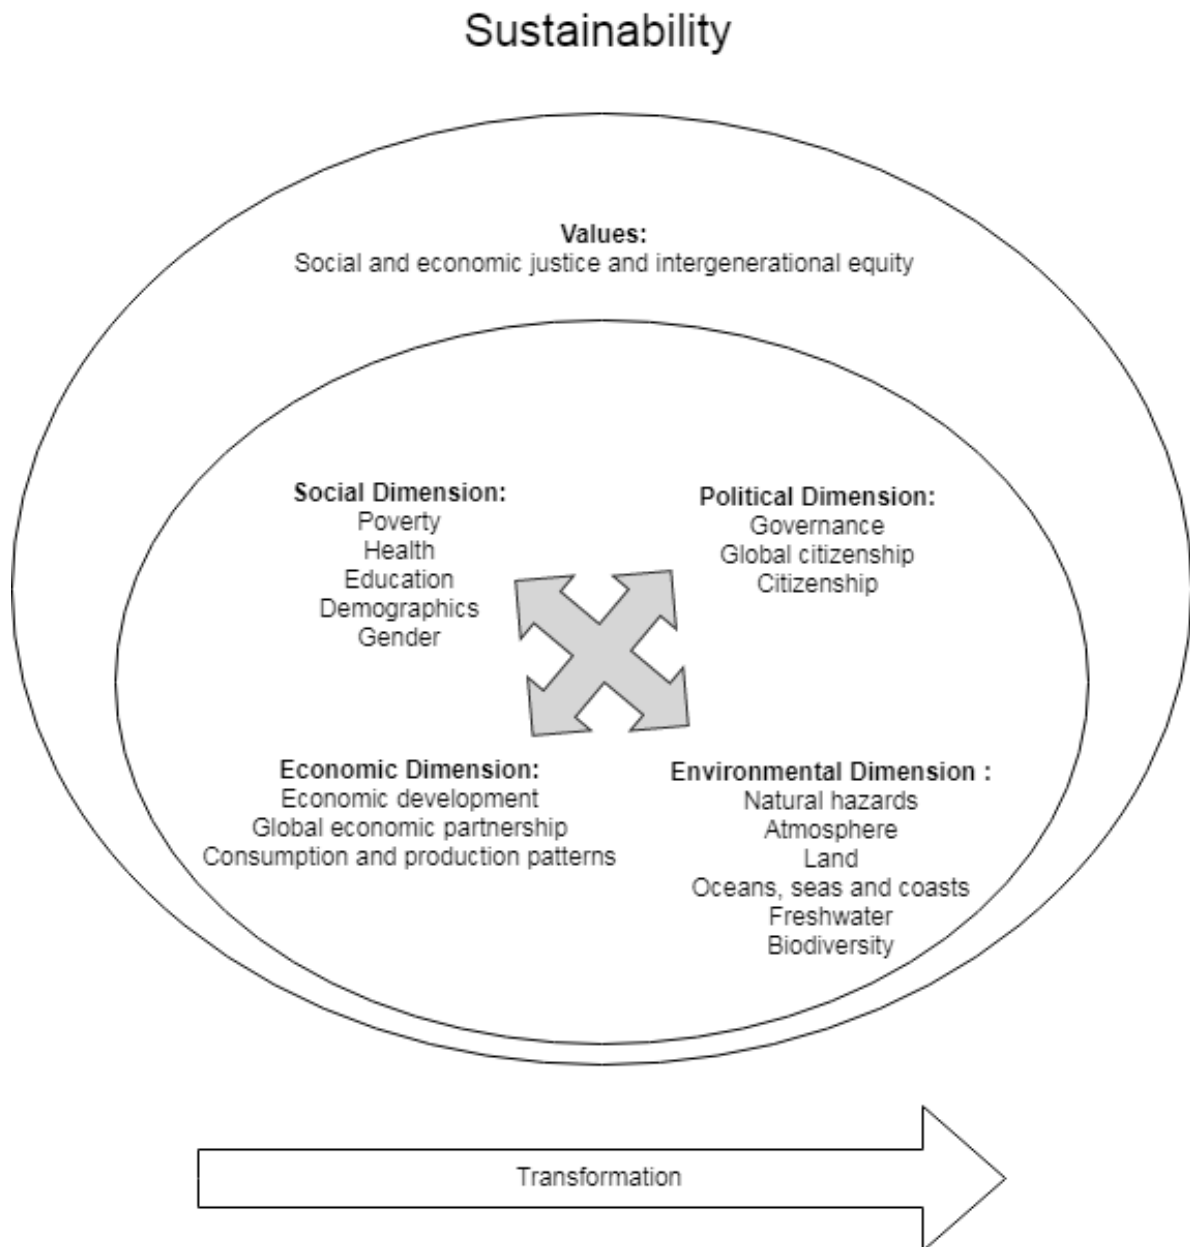 Sustainability
Values:
Social and economic justice and intergenerational equity
Social Dimension:
Poverty
Health
Education
Demographics
Gender
Political Dimension:
Governance
Global citizenship
Citizenship
Economic Dimension:
Economic development
Global economic partnership
Consumption and production patterns
Environmental Dimension :
Natural hazards
Atmosphere
Land
Oceans, seas and coasts
Freshwater
Biodiversity
Transformation